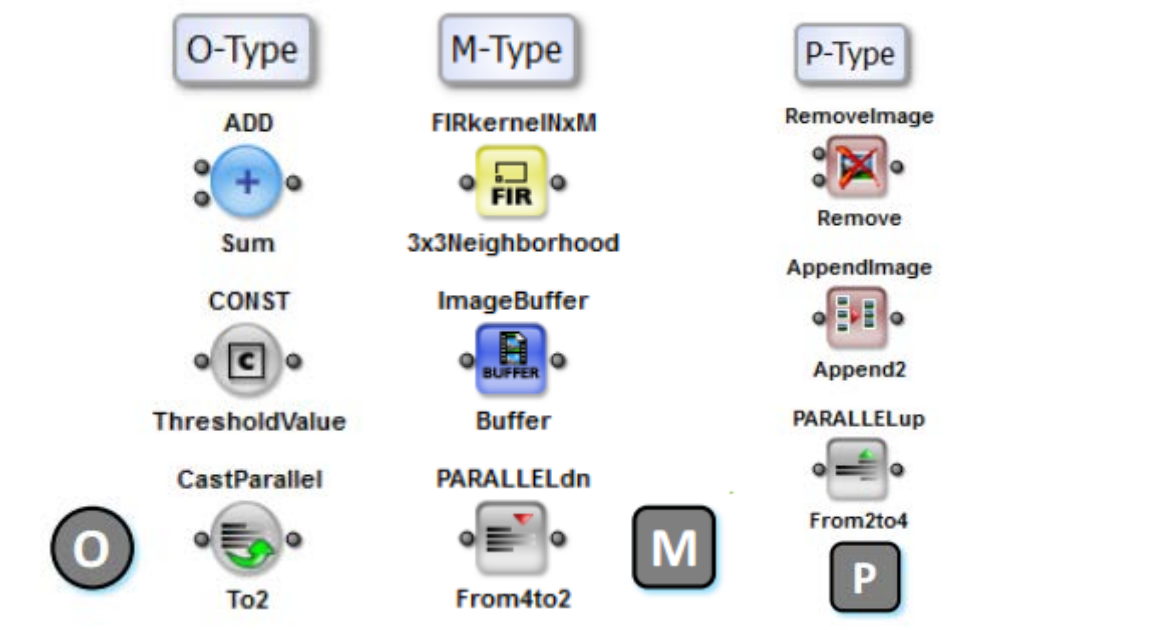 O-Type
M-Type
P-Type
ADD
Sum
CONST
C
ThresholdValue
CastParallel
To2
O
FIRkernelNxM
FIR
3x3Neighborhood
ImageBuffer
BUFFER
Buffer
PARALLELdn
From4to2
M
RemoveImage
Remove
AppendImage
Append2
PARALLELup
From2to4
P